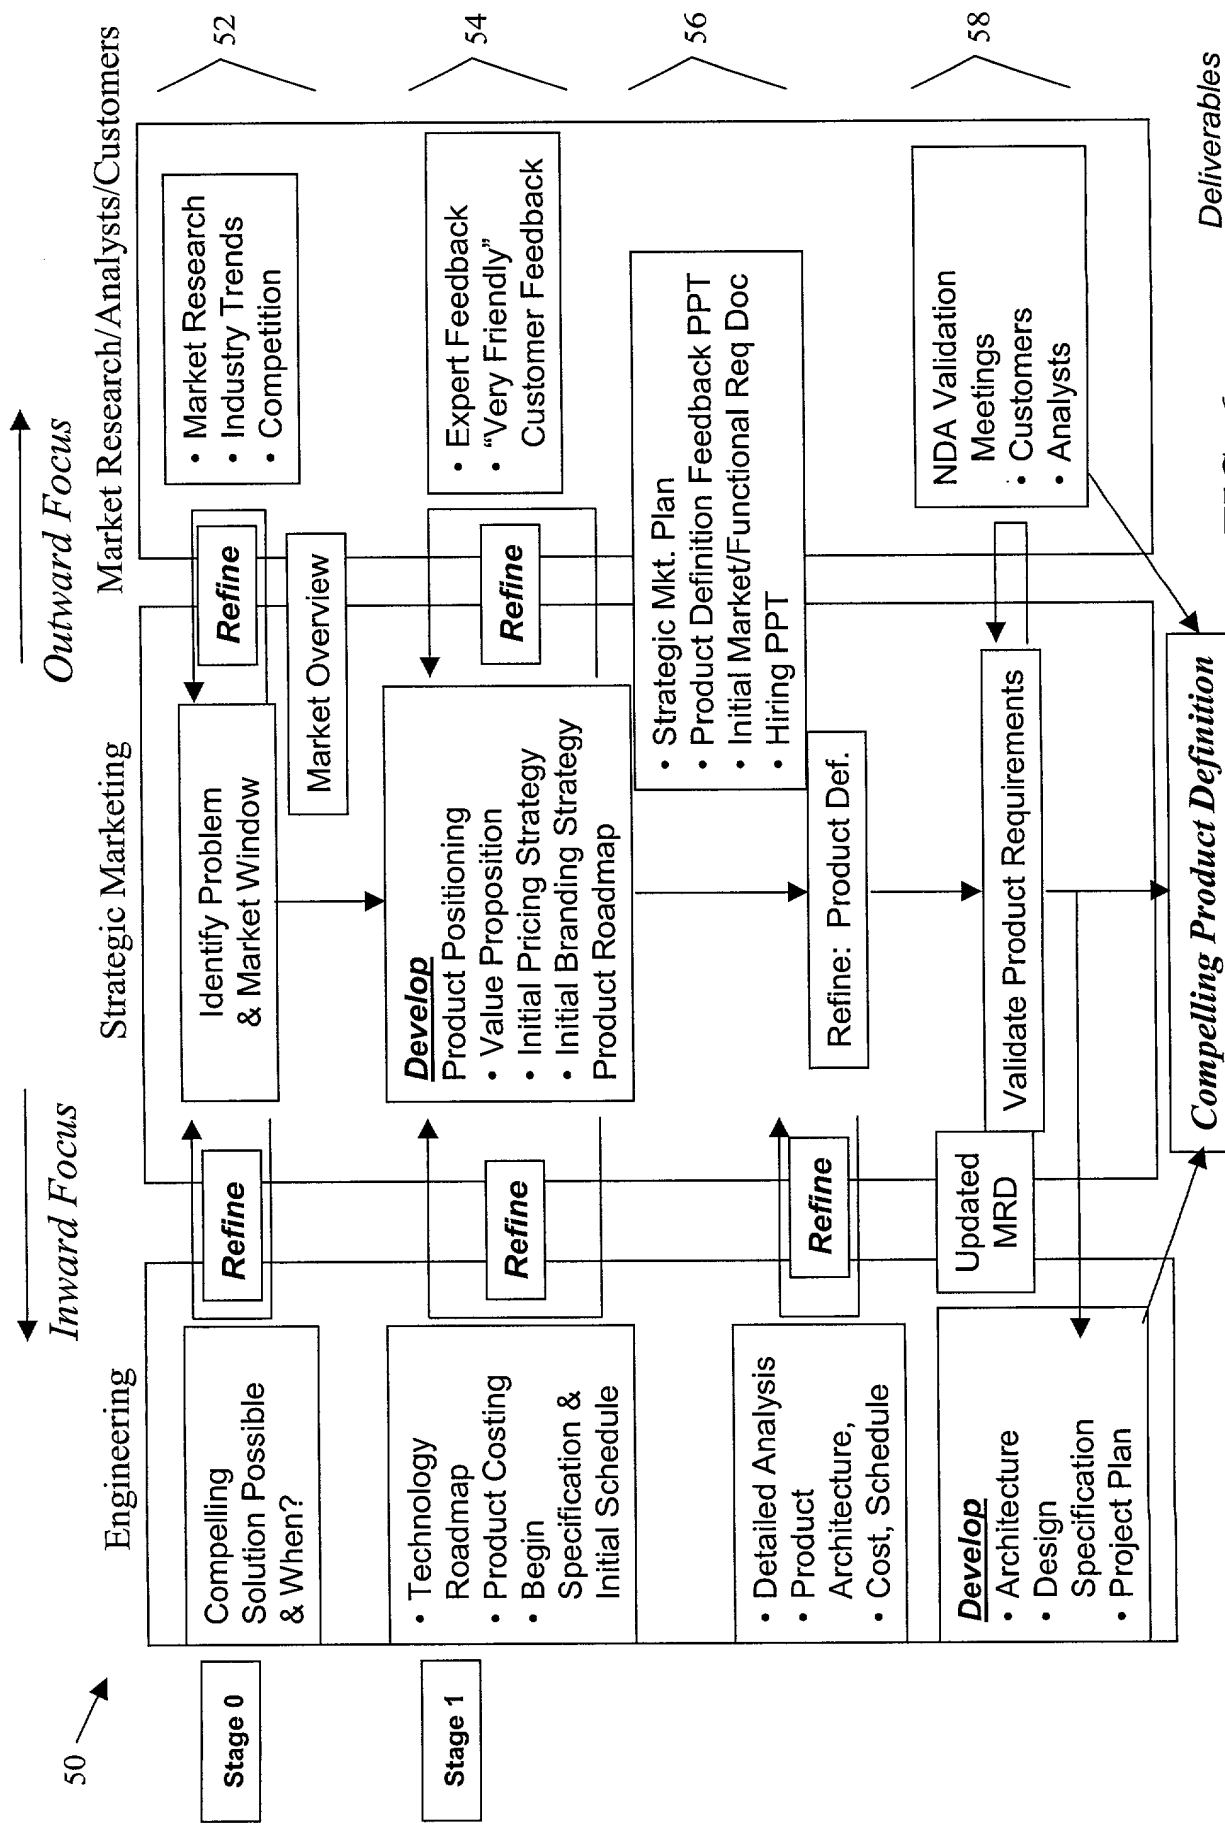 50
Inward Focus
Outward Focus
Engineering
Strategic Marketing
Market Research/Analysts/Customers
Stage 0
Compelling
Solution Possible
& When?
Refine
Identify Problem
& Market Window
Refine
• Market Research
• Industry Trends
• Competition
52
Market Overview
Stage 1
• Technology
Roadmap
• Product Costing
• Begin
Specification &
Initial Schedule
Refine
Develop
Product Positioning
• Value Proposition
• Initial Pricing Strategy
• Initial Branding Strategy
Product Roadmap
Refine
• Expert Feedback
• "Very Friendly"
Customer Feedback
54
• Strategic Mkt. Plan
• Product Definition Feedback PPT
• Initial Market/Functional Req Doc
• Hiring PPT
56
• Detailed Analysis
• Product
Architecture,
• Cost, Schedule
Refine
Refine: Product Def.
Develop
• Architecture
• Design
Specification
• Project Plan
Updated
MRD
Validate Product Requirements
NDA Validation
Meetings
• Customers
• Analysts
58
Compelling Product Definition
Deliverables